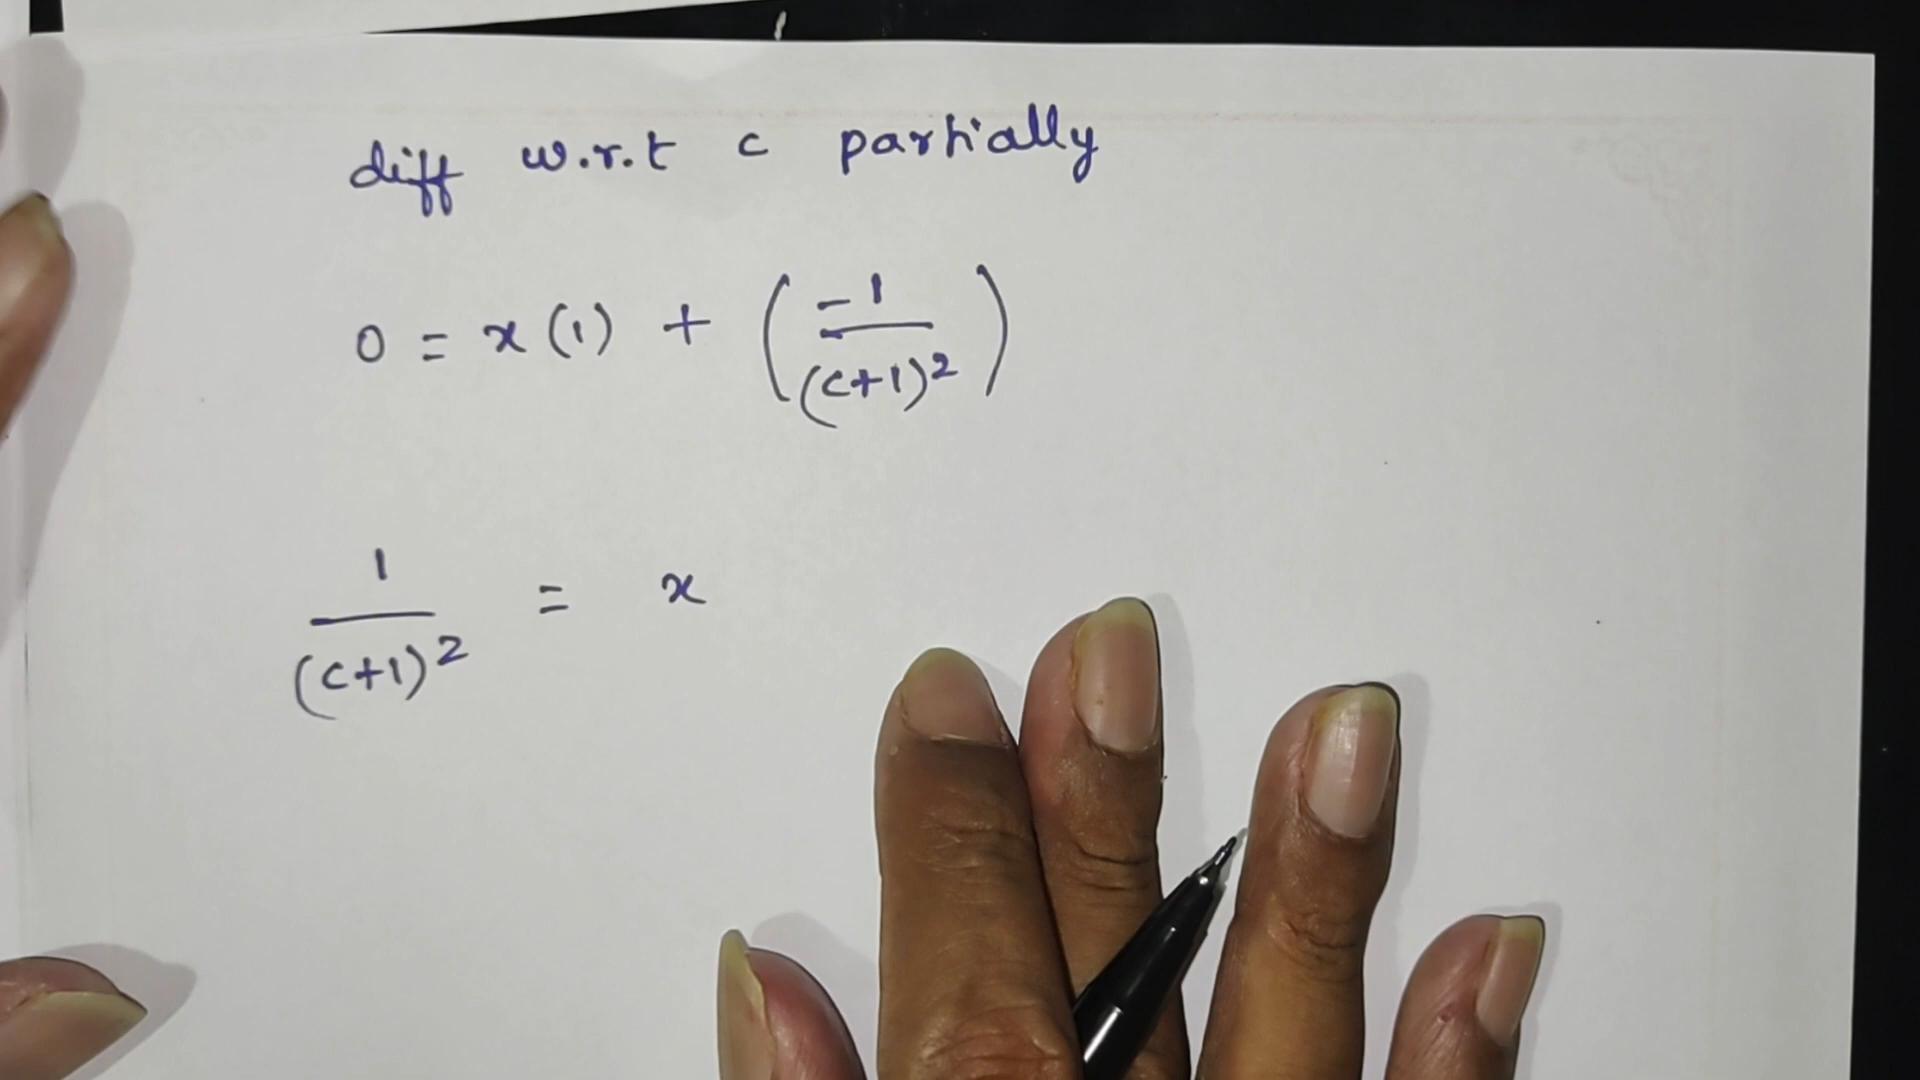 diff w.r.t c partially
0 = x(1) + (-1/(c+1)²)
1/(c+1)² = x